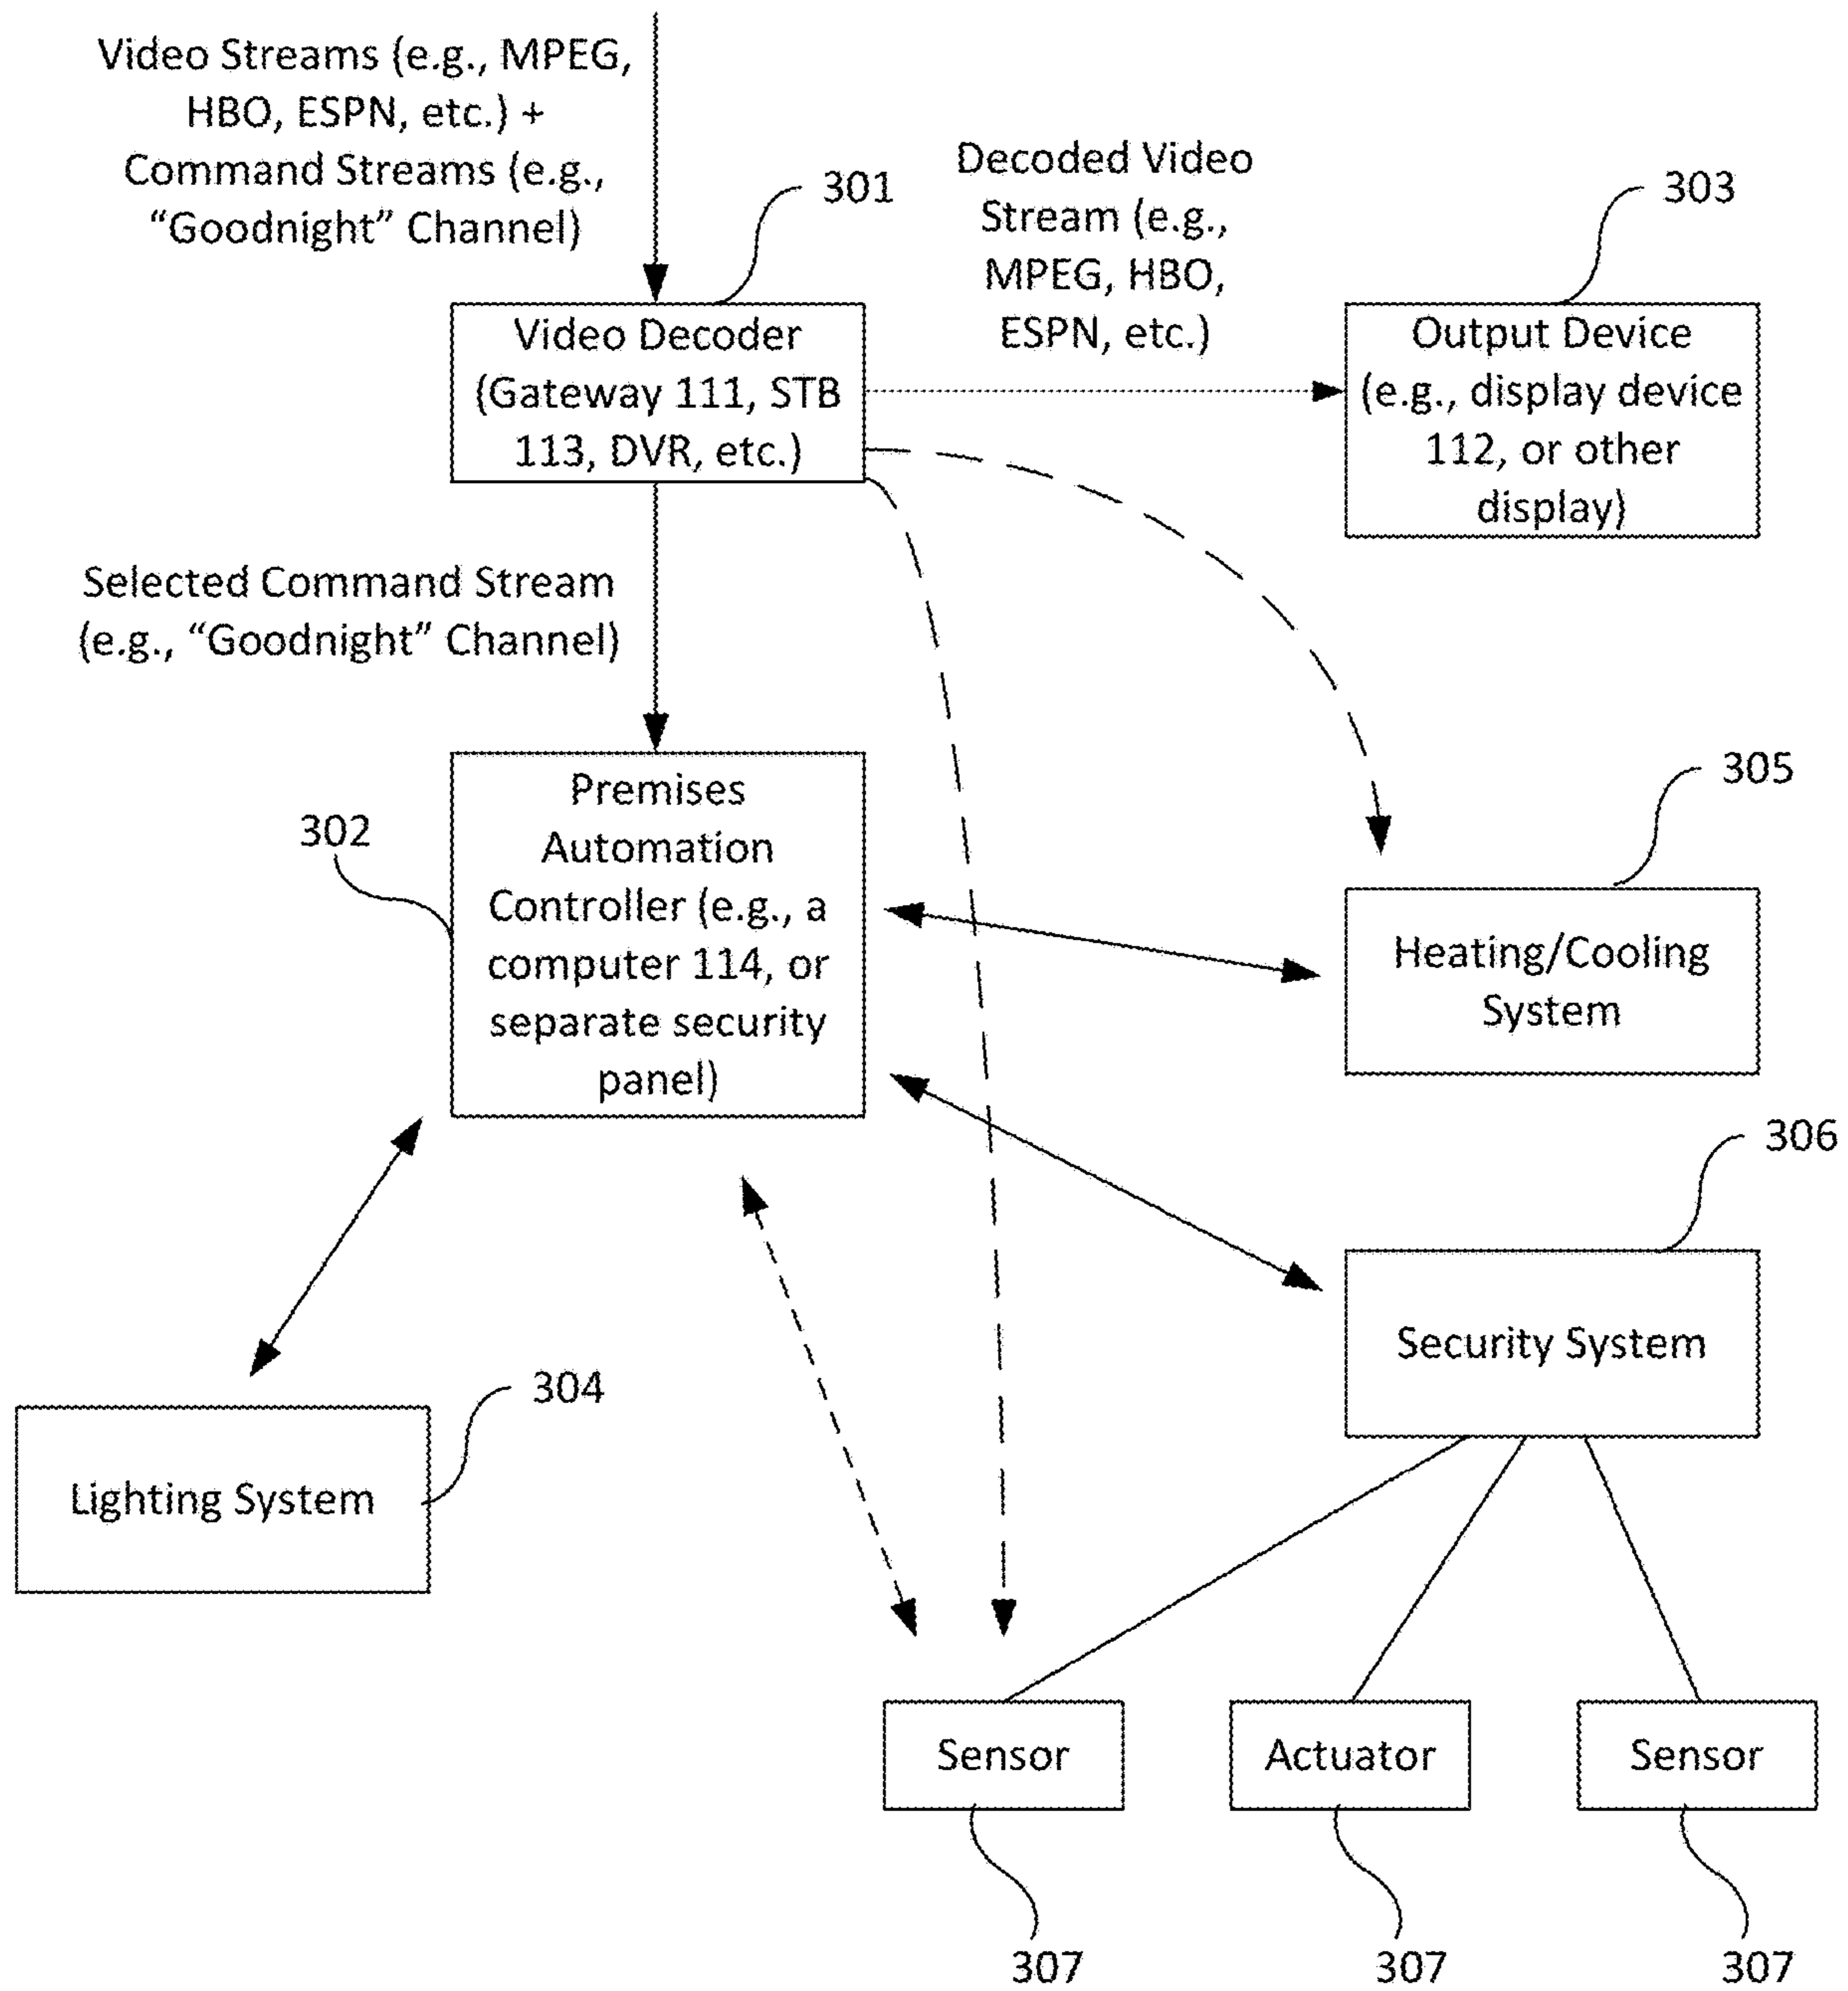 Video Streams (e.g., MPEG,
HBO, ESPN, etc.) +
Command Streams (e.g.,
“Goodnight” Channel)
301
Decoded Video
Stream (e.g.,
MPEG, HBO,
ESPN, etc.)
303
Video Decoder
(Gateway 111, STB
113, DVR, etc.)
Output Device
(e.g., display device
112, or other
display)
Selected Command Stream
(e.g., “Goodnight” Channel)
302
Premises
Automation
Controller (e.g., a
computer 114, or
separate security
panel)
305
Heating/Cooling
System
306
Security System
304
Lighting System
Sensor
Actuator
Sensor
307
307
307